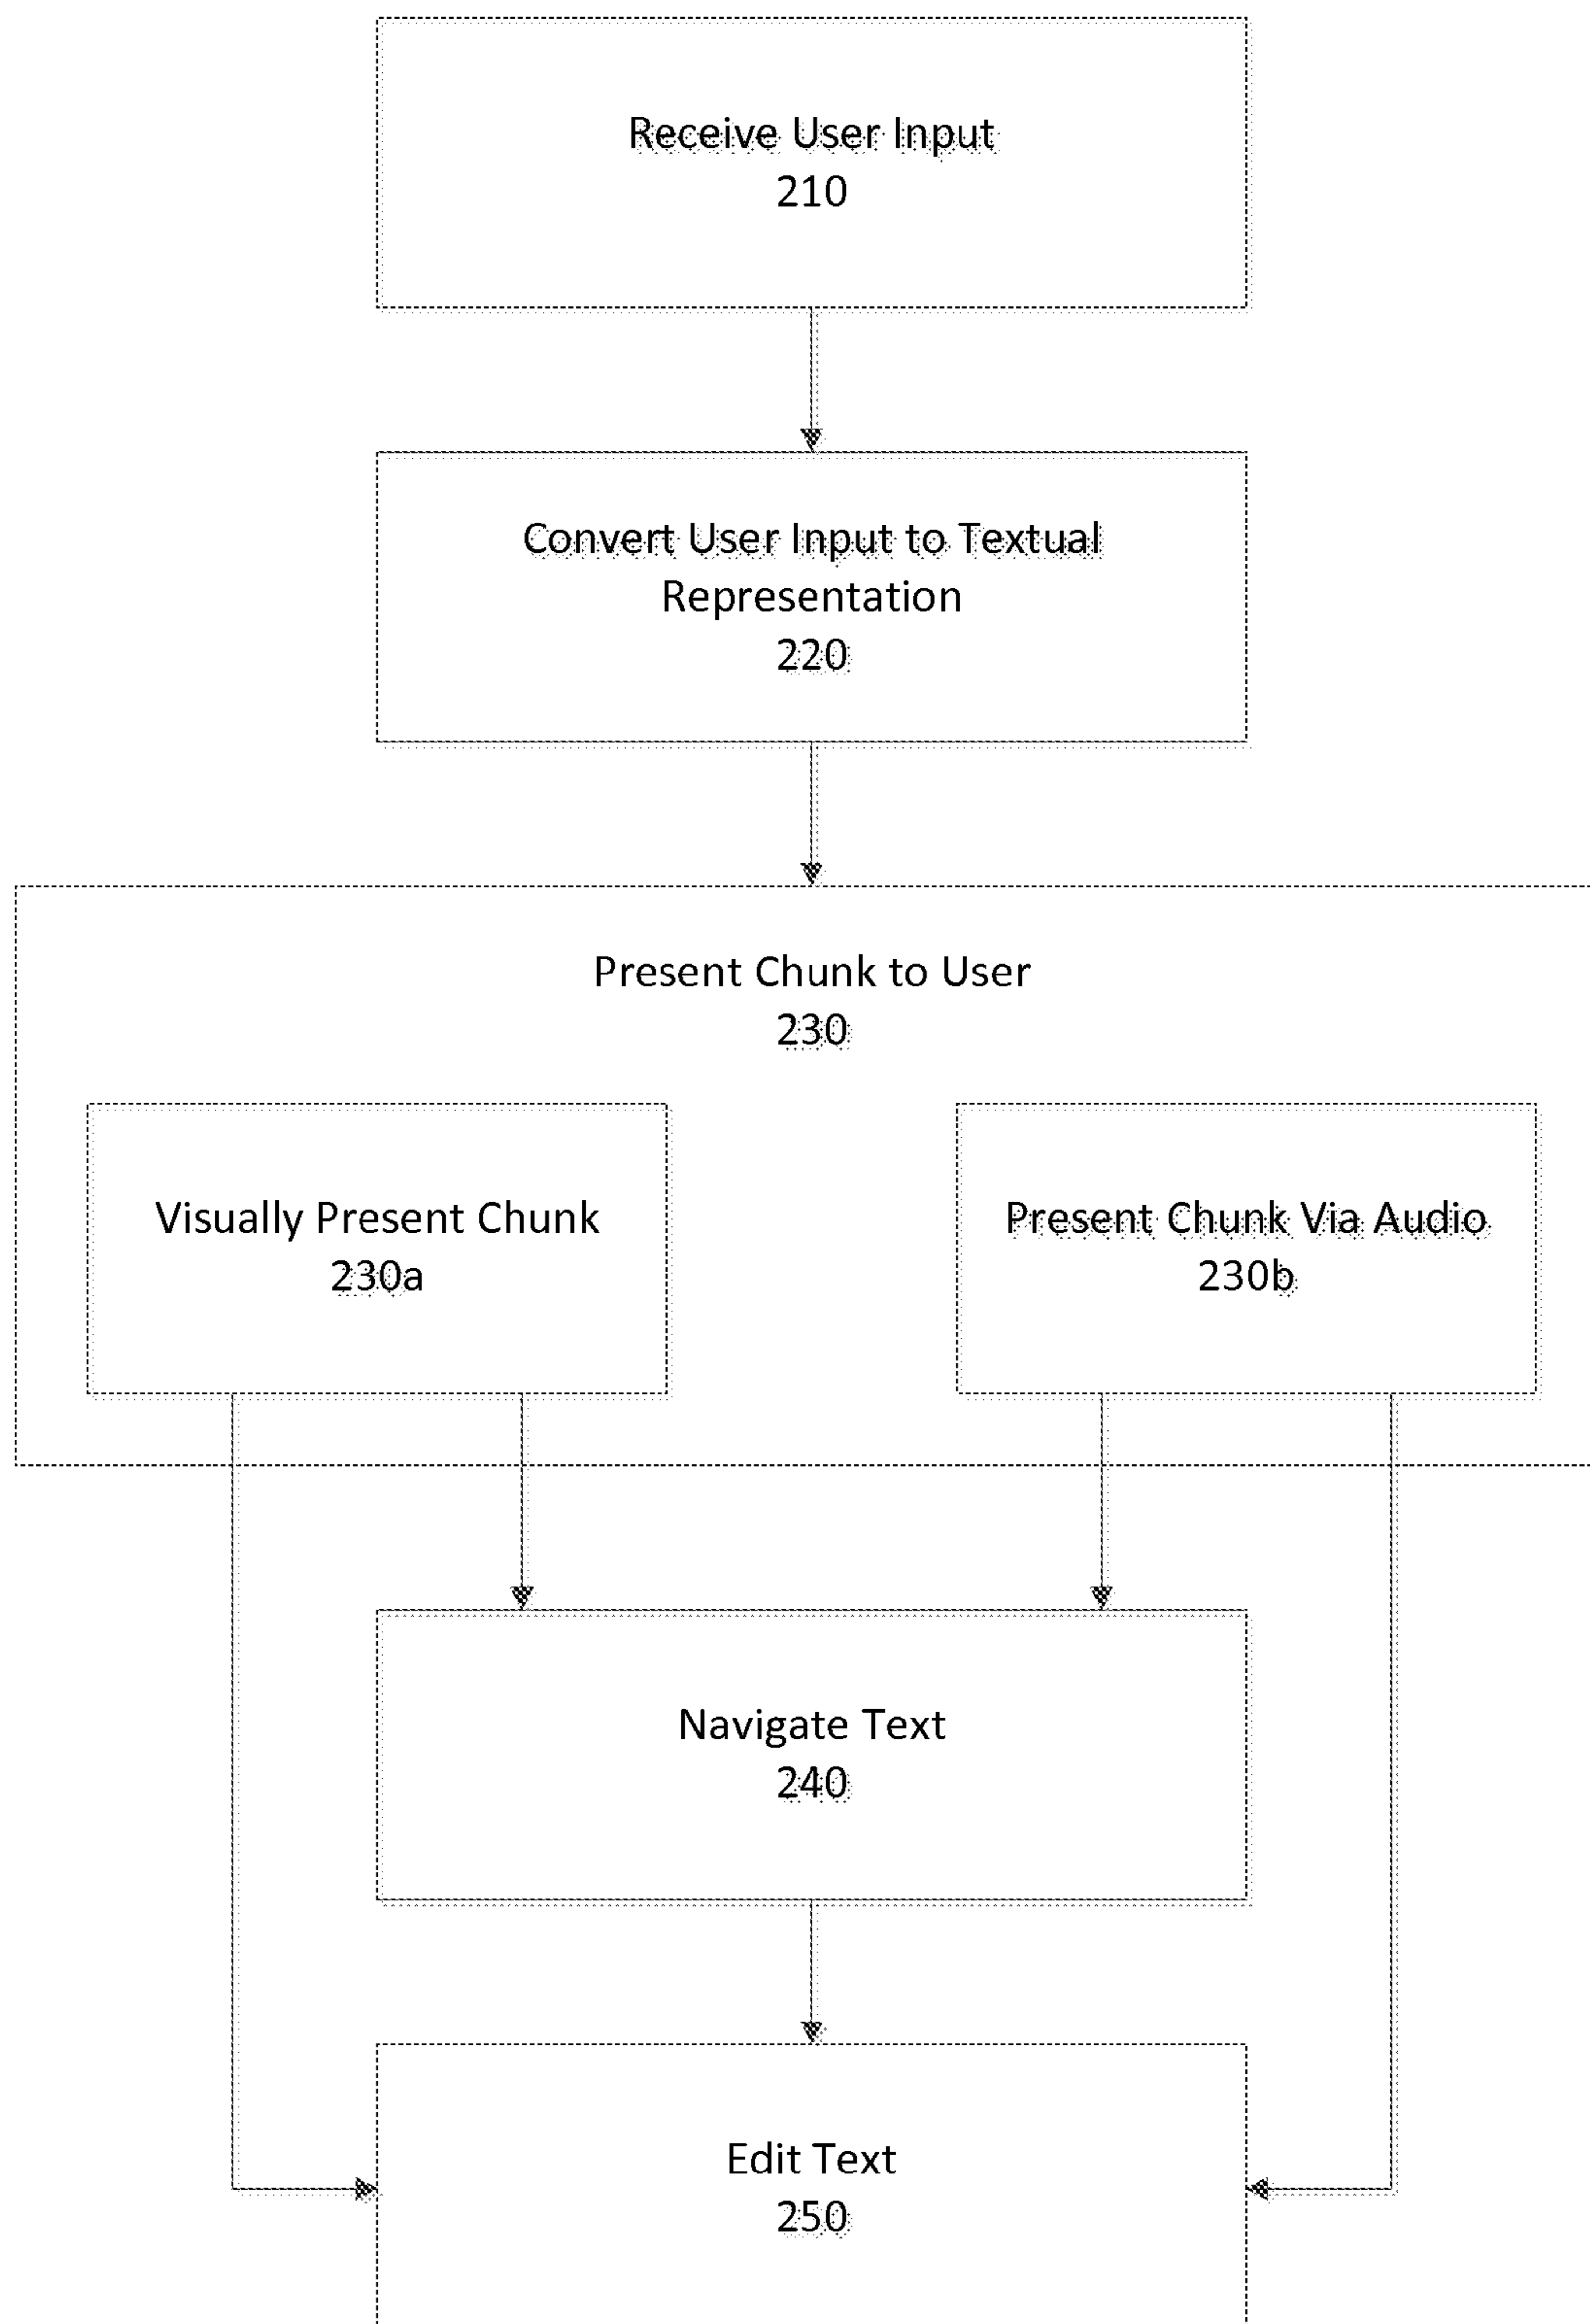 Receive User Input
210
Convert User Input to Textual
Representation
220
Present Chunk to User
230
Visually Present Chunk
230a
Present Chunk Via Audio
230b
Navigate Text
240
Edit Text
250